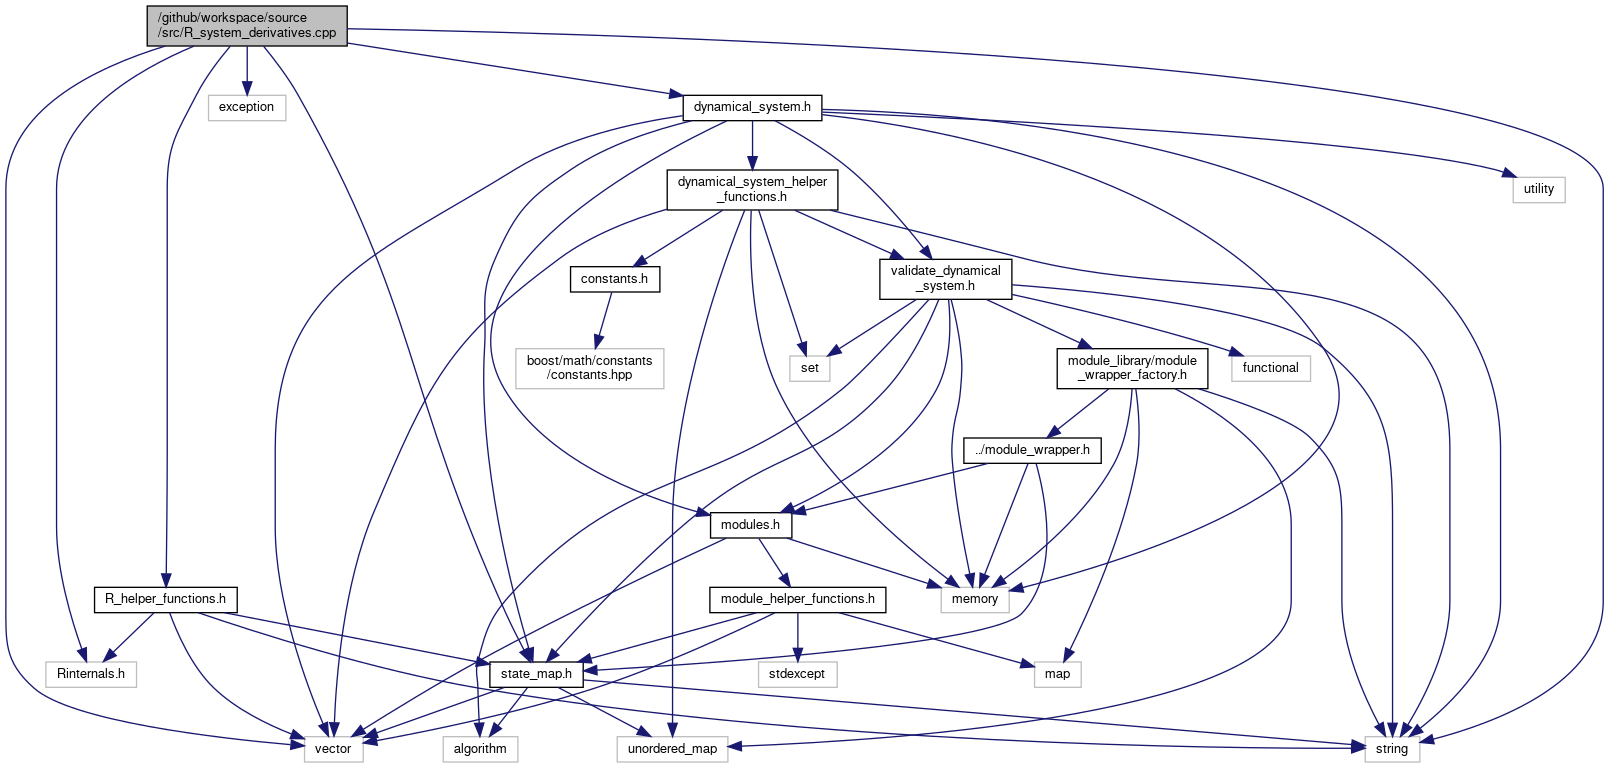 /github/workspace/source
/src/R_system_derivatives.cpp
exception
dynamical_system.h
dynamical_system_helper
_functions.h
utility
constants.h
validate_dynamical
_system.h
boost/math/constants
/constants.hpp
set
module_library/module
_wrapper_factory.h
functional
../module_wrapper.h
modules.h
R_helper_functions.h
module_helper_functions.h
memory
Rinternals.h
state_map.h
stdexcept
map
vector
algorithm
unordered_map
string